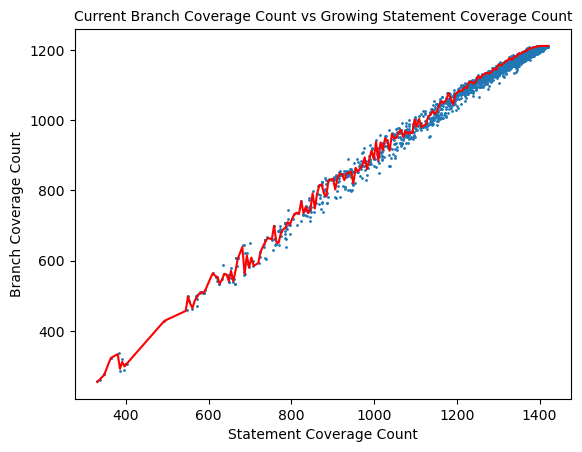 Current Branch Coverage Count vs Growing Statement Coverage Count
1200
1000
800
600
400
Branch Coverage Count
400 600 800 1000 1200 1400
Statement Coverage Count